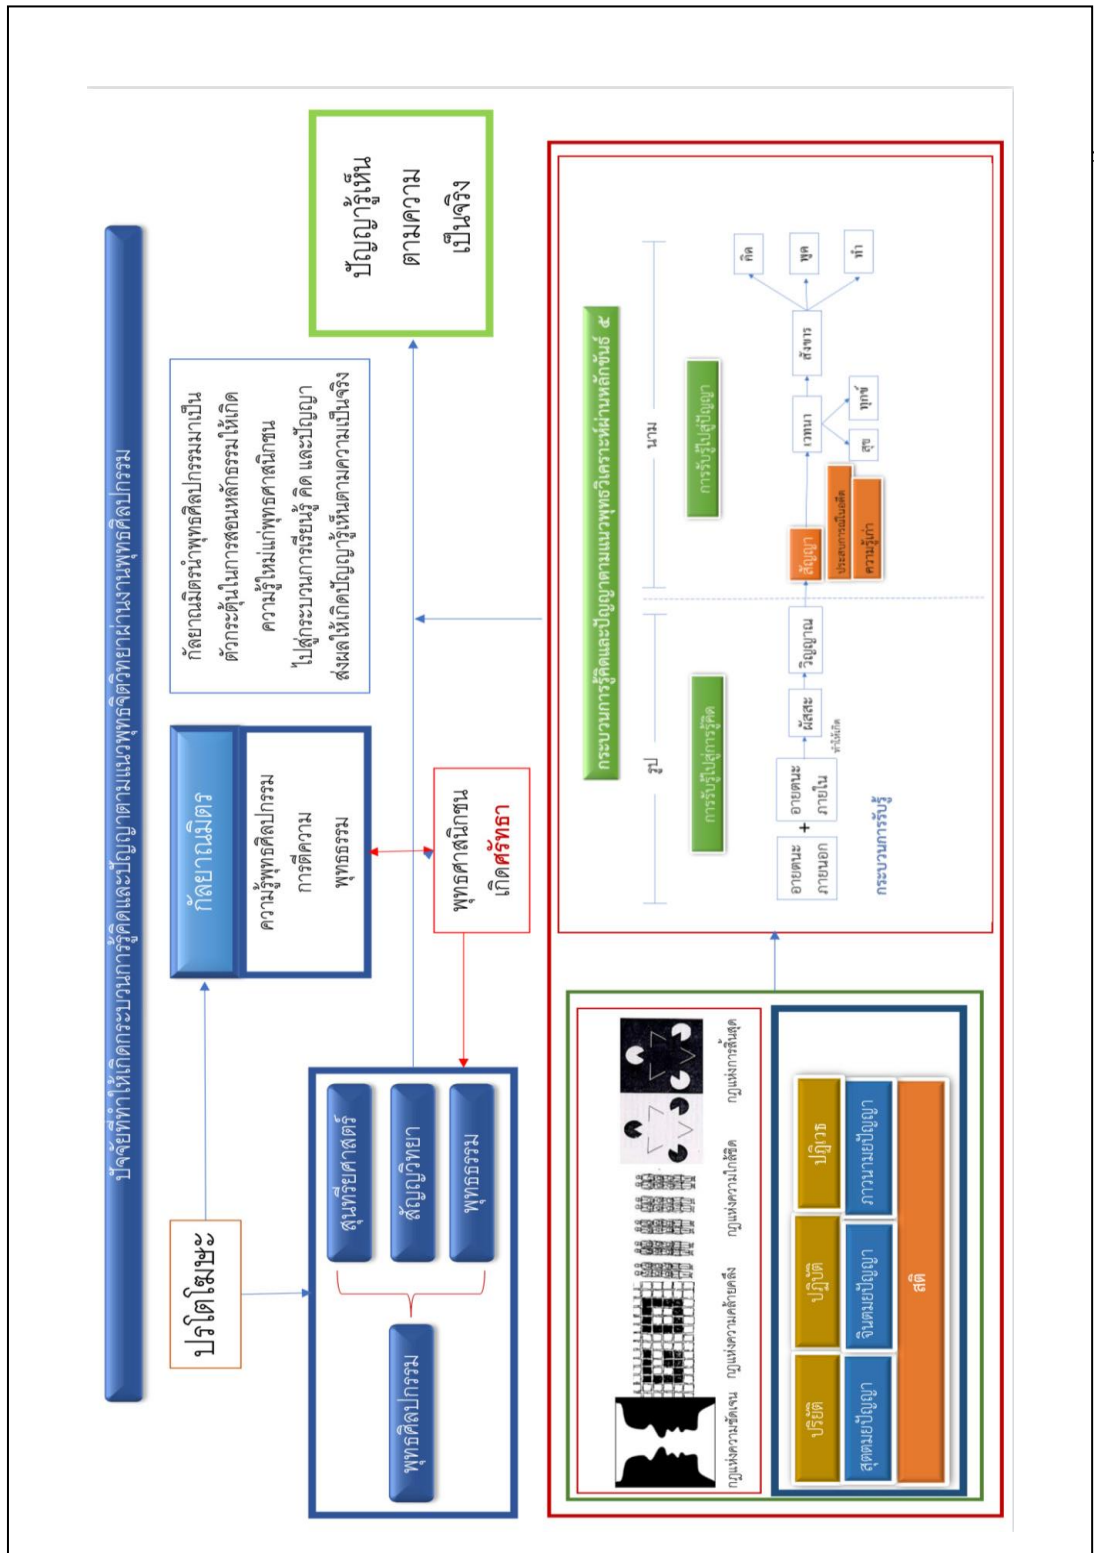 ปัจจัยที่ทำให้เกิดกระบวนการรู้คิดและปัญญาตามแนวพุทธจิตวิทยาผ่านงานพุทธศิลปกรรม
ปรโตโฆษะ
กัลยาณมิตร
ความรู้พุทธศิลปกรรม
การตีความ
พุทธธรรม
กัลยาณมิตรนำพุทธศิลปกรรมมาเป็น
ตัวกระตุ้นในการสอนหลักธรรมให้เกิด
ความรู้ใหม่แก่พุทธศาสนิกชน
ไปสู่กระบวนการเรียนรู้ คิด และปัญญา
ส่งผลให้เกิดปัญญารู้เห็นตามความเป็นจริง
ปัญญารู้เห็น
ตามความ
เป็นจริง
พุทธศิลปกรรม
สุนทรียศาสตร์
สัญญวิทยา
พุทธธรรม
พุทธศาสนิกชน
เกิดศรัทธา
กฎแห่งความชัดเจน
กฎแห่งความคล้ายคลึง
กฎแห่งความใกล้ชิด
กฎแห่งการสิ้นสุด
ปริยัติ
ปฏิบัติ
ปฏิเวธ
สุตตมยปัญญา
จินตมยปัญญา
ภาวนามยปัญญา
สติ
กระบวนการรู้คิดและปัญญาตามแนวพุทธวิเคราะห์ผ่านหลักขันธ์ ๕
รูป
นาม
การรับรู้ไปสู่การรู้คิด
การรับรู้ไปสู่ปัญญา
อายตนะ
ภายนอก
+
อายตนะ
ภายใน
ทำให้เกิด
ผัสสะ
วิญญาณ
สัญญา
ประสบการณ์ในอดีต
ความรู้เก่า
เวทนา
สุข
ทุกข์
สังขาร
คิด
พูด
ทำ
กระบวนการรับรู้